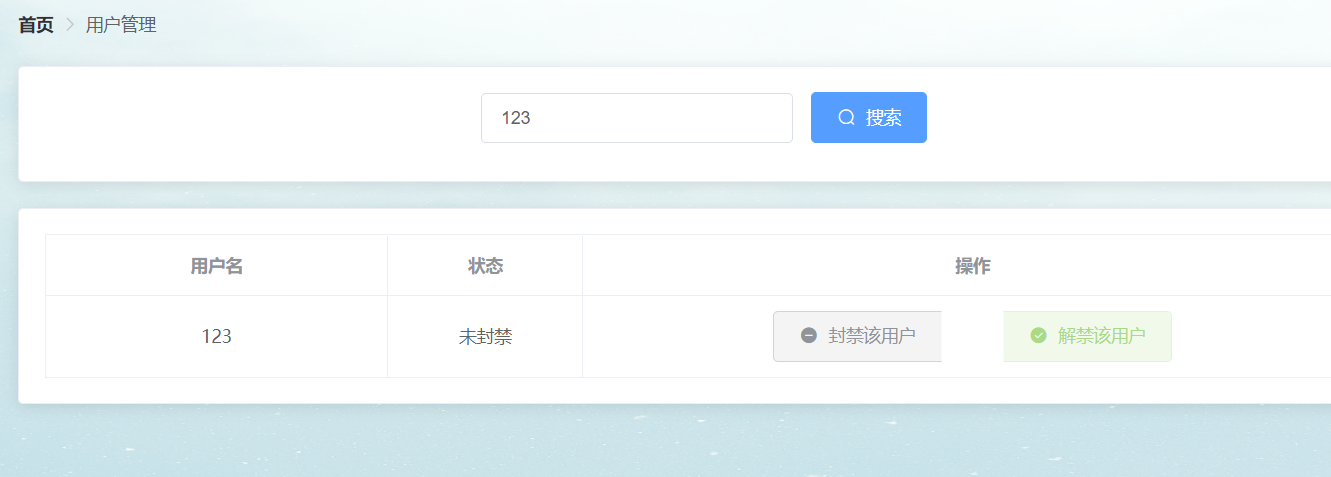 首页 > 用户管理
123 搜索
用户名 状态 操作
123 未封禁 封禁该用户 解禁该用户